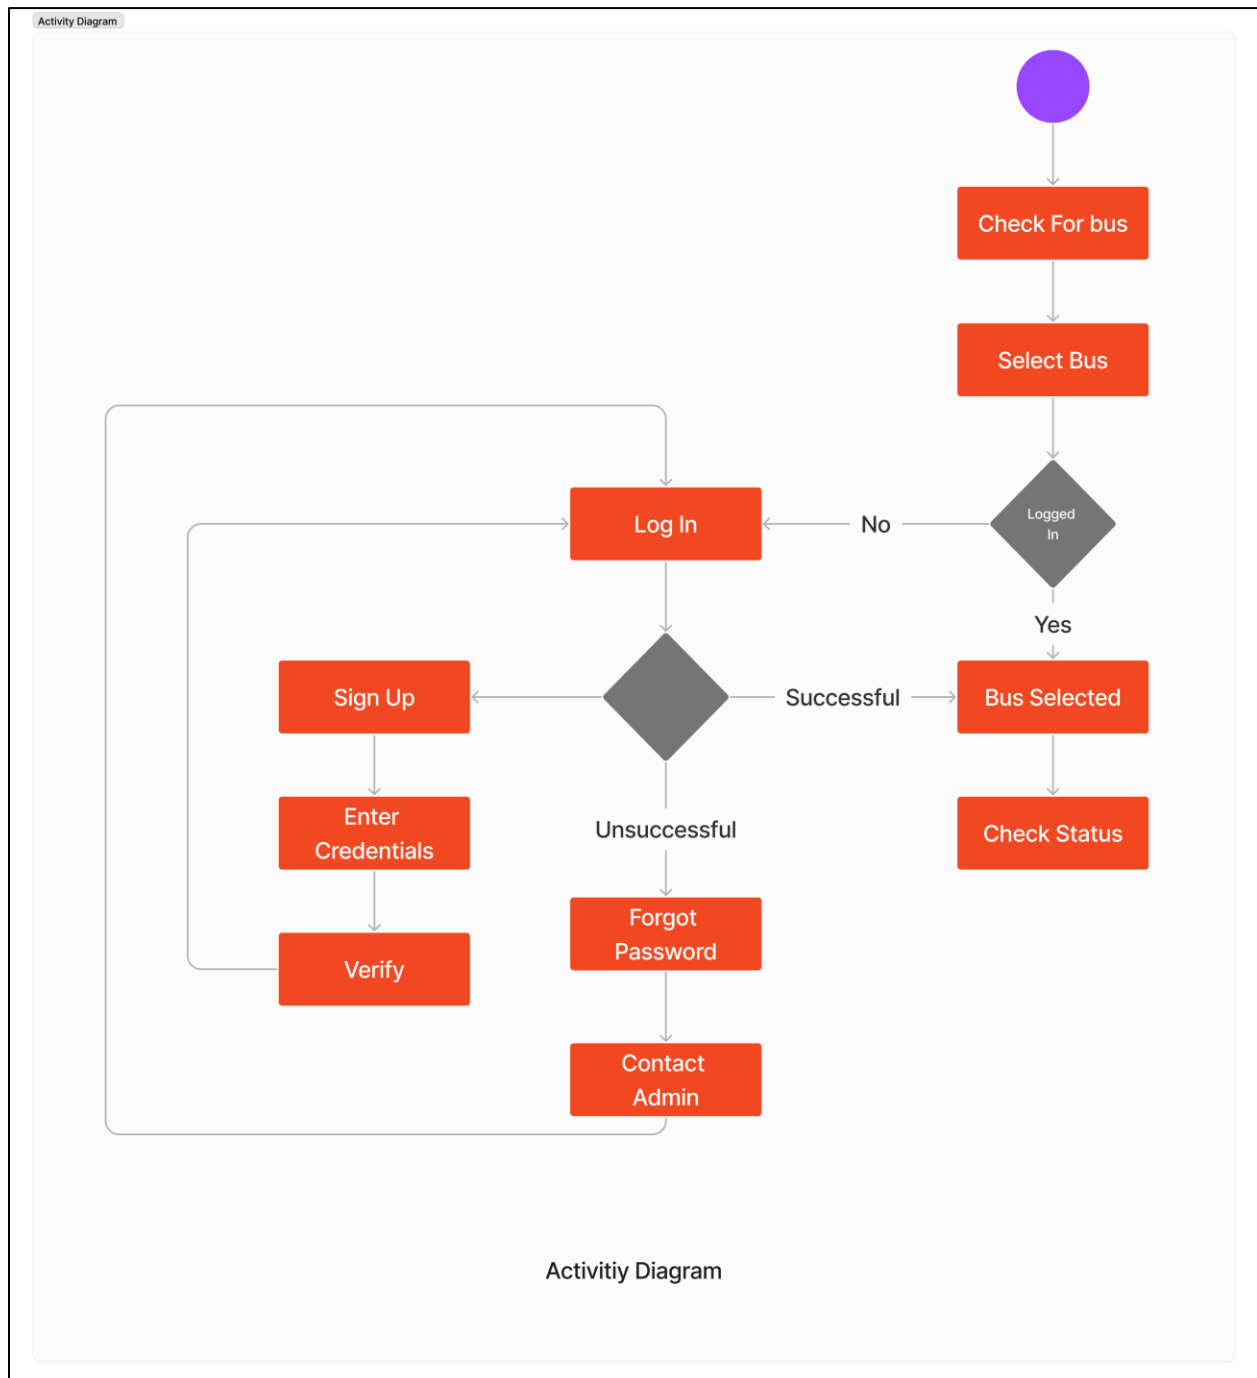 Activity Diagram
Check For bus
Select Bus
Logged
In
No
Log In
Yes
Sign Up
Successful
Bus Selected
Enter
Credentials
Unsuccessful
Check Status
Forgot
Password
Verify
Contact
Admin
Activitiy Diagram